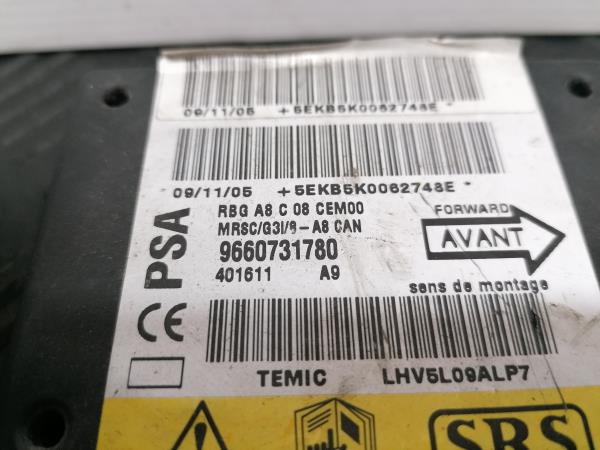 09/11/05 +5EKB5K0062748E *
09/11/05 +5EKB5K0062748E *
PSA
RBG A8 C 08 CEM00
MRSC/G3I/8-A8 CAN
9660731780
401611 A9
FORWARD
AVANT
sens de montage
CE
TEMIC LHV5L09ALP7
SRS